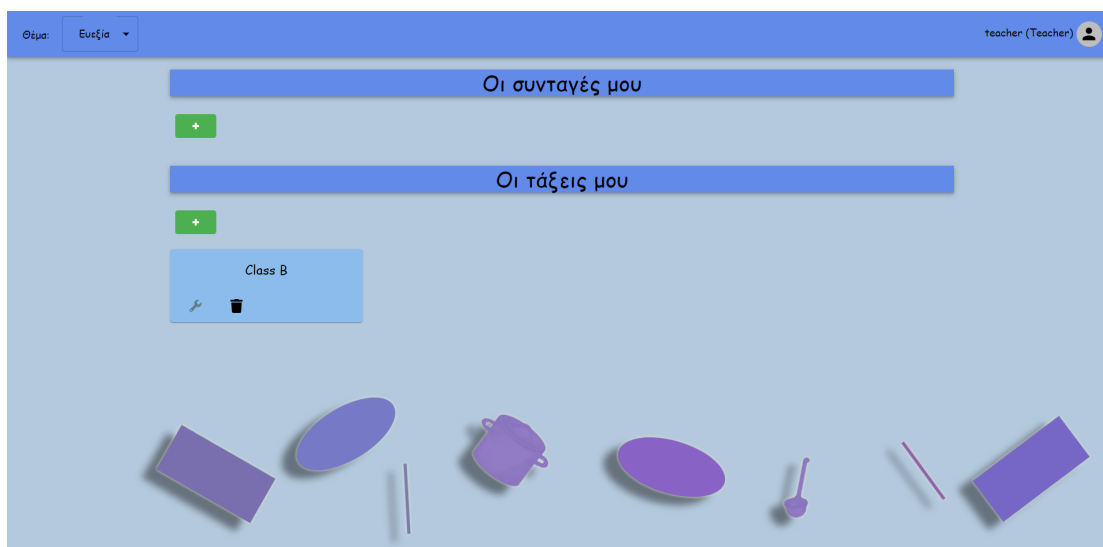 Θέμα: Ευεξία teacher (Teacher)
Οι συνταγές μου
+
Οι τάξεις μου
+
Class B